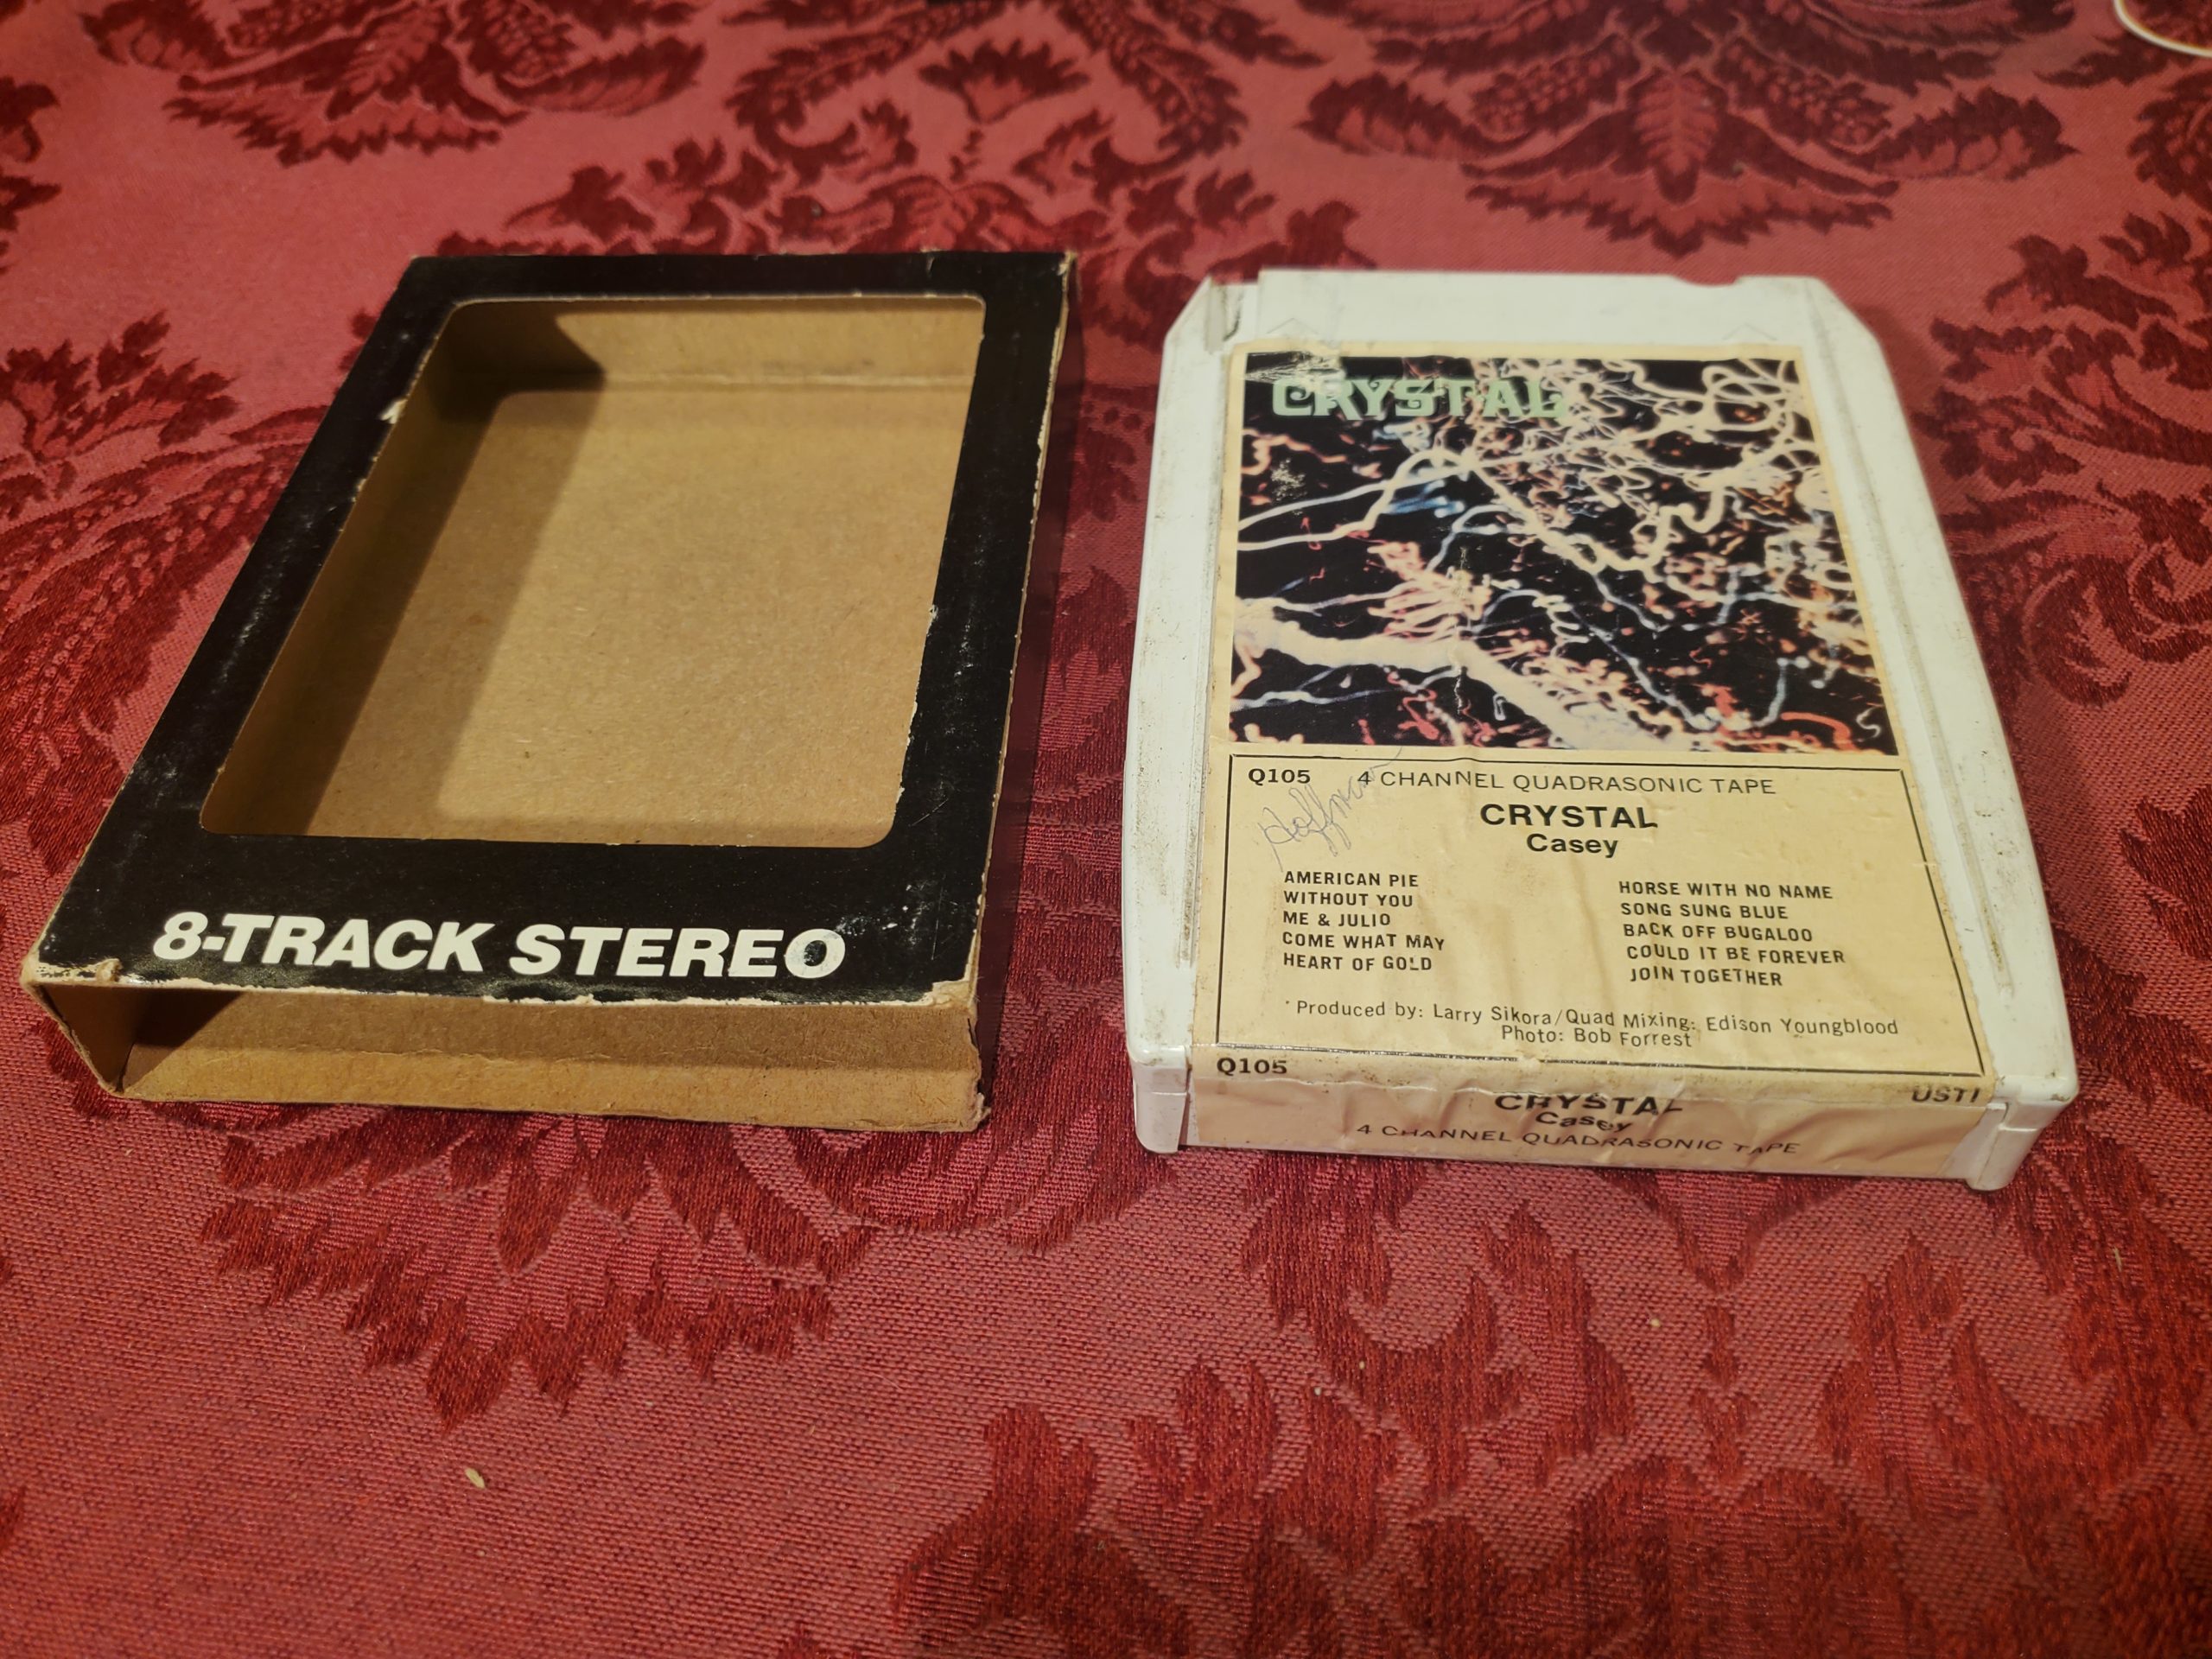 8-TRACK STEREO
CRYSTAL
Q105 4 CHANNEL QUADRASONIC TAPE
Hoffman
CRYSTAL
Casey
AMERICAN PIE
WITHOUT YOU
ME & JULIO
COME WHAT MAY
HEART OF GOLD
HORSE WITH NO NAME
SONG SUNG BLUE
BACK OFF BUGALOO
COULD IT BE FOREVER
JOIN TOGETHER
Produced by: Larry Sikora/Quad Mixing: Edison Youngblood
Photo: Bob Forrest
Q105 USTI
CRYSTAL
Casey
4 CHANNEL QUADRASONIC TAPE